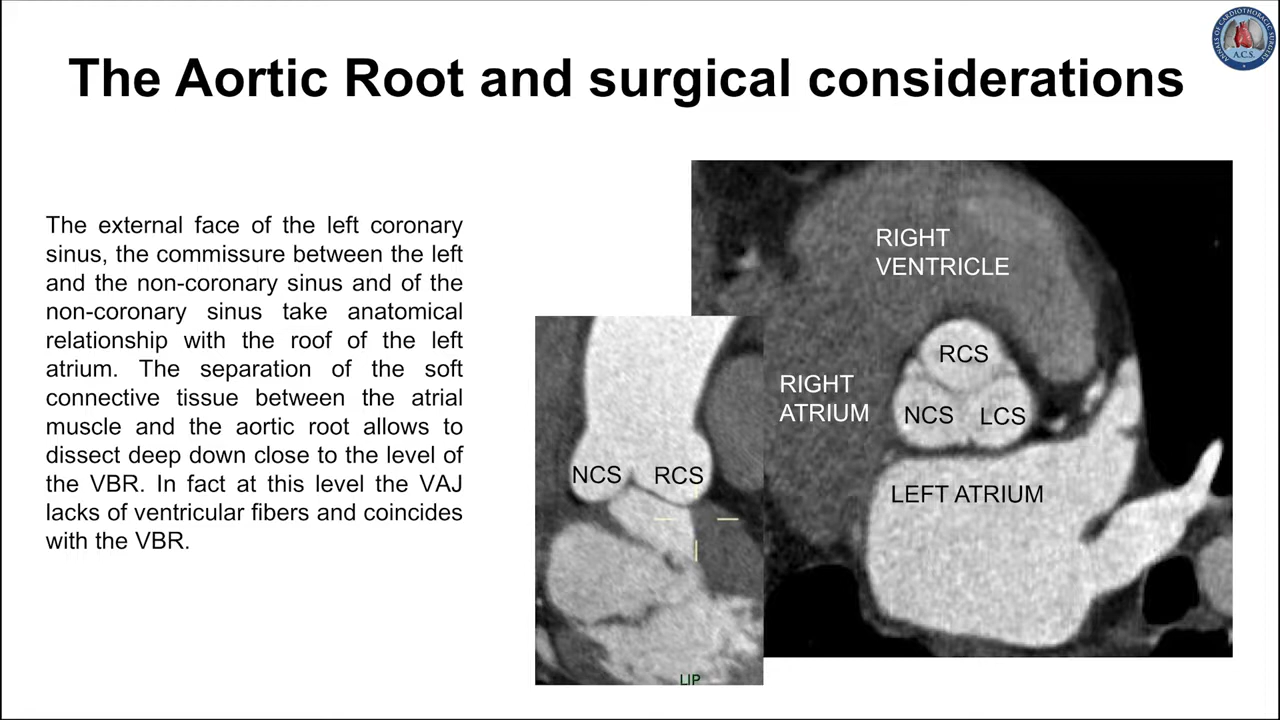 ANNALS OF CARDIOTHORACIC SURGERY
A.C.S.
The Aortic Root and surgical considerations
The external face of the left coronary
sinus, the commissure between the left
and the non-coronary sinus and of the
non-coronary sinus take anatomical
relationship with the roof of the left
atrium. The separation of the soft
connective tissue between the atrial
muscle and the aortic root allows to
dissect deep down close to the level of
the VBR. In fact at this level the VAJ
lacks of ventricular fibers and coincides
with the VBR.
NCS RCS
LIP
RIGHT
VENTRICLE
RCS
RIGHT
ATRIUM
NCS LCS
LEFT ATRIUM